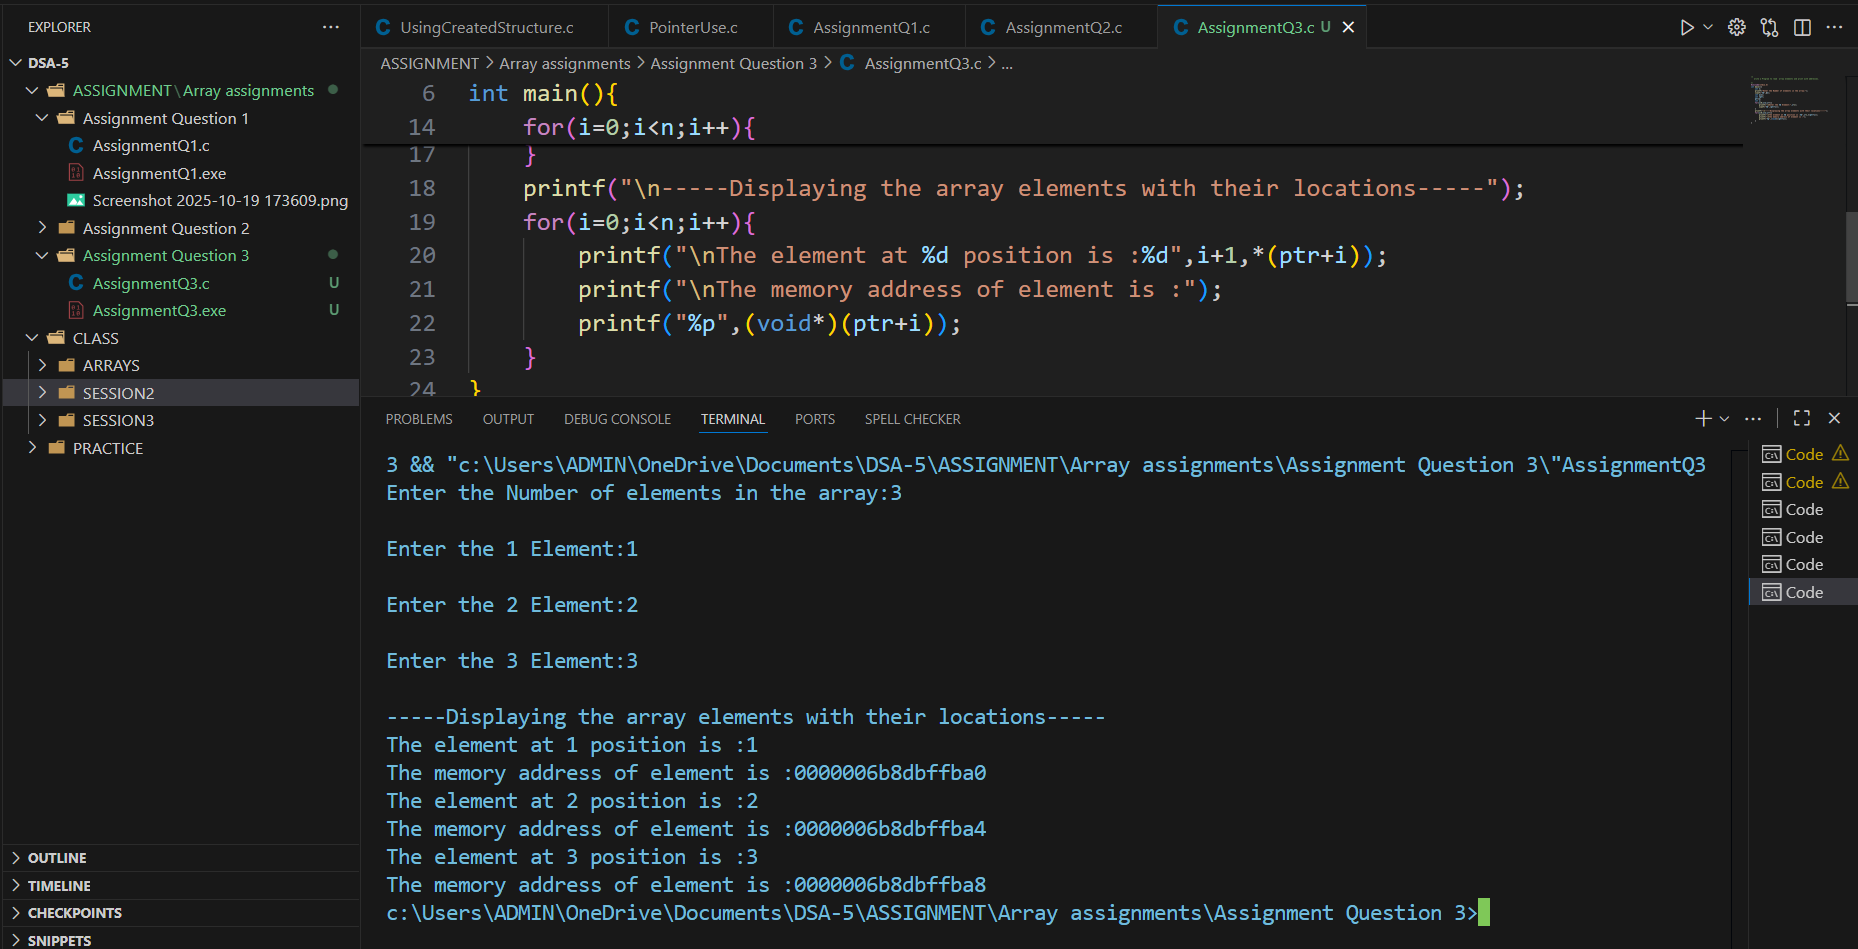 EXPLORER
DSA-5
ASSIGNMENT\Array assignments
Assignment Question 1
AssignmentQ1.c
AssignmentQ1.exe
Screenshot 2025-10-19 173609.png
Assignment Question 2
Assignment Question 3
AssignmentQ3.c U
AssignmentQ3.exe U
CLASS
ARRAYS
SESSION2
SESSION3
PRACTICE
OUTLINE
TIMELINE
CHECKPOINTS
SNIPPETS
C UsingCreatedStructure.c C PointerUse.c C AssignmentQ1.c C AssignmentQ2.c C AssignmentQ3.c U
ASSIGNMENT > Array assignments > Assignment Question 3 > C AssignmentQ3.c > ...
6 int main(){
14 for(i=0;i<n;i++){
17 }
18 printf("\n-----Displaying the array elements with their locations-----");
19 for(i=0;i<n;i++){
20 printf("\nThe element at %d position is :%d",i+1,*(ptr+i));
21 printf("\nThe memory address of element is :");
22 printf("%p",(void*)(ptr+i));
23 }
24 }
PROBLEMS OUTPUT DEBUG CONSOLE TERMINAL PORTS SPELL CHECKER
3 && "c:\Users\ADMIN\OneDrive\Documents\DSA-5\ASSIGNMENT\Array assignments\Assignment Question 3\"AssignmentQ3
Enter the Number of elements in the array:3
Enter the 1 Element:1
Enter the 2 Element:2
Enter the 3 Element:3
-----Displaying the array elements with their locations-----
The element at 1 position is :1
The memory address of element is :0000006b8dbffba0
The element at 2 position is :2
The memory address of element is :0000006b8dbffba4
The element at 3 position is :3
The memory address of element is :0000006b8dbffba8
c:\Users\ADMIN\OneDrive\Documents\DSA-5\ASSIGNMENT\Array assignments\Assignment Question 3>
Code
Code
Code
Code
Code
Code